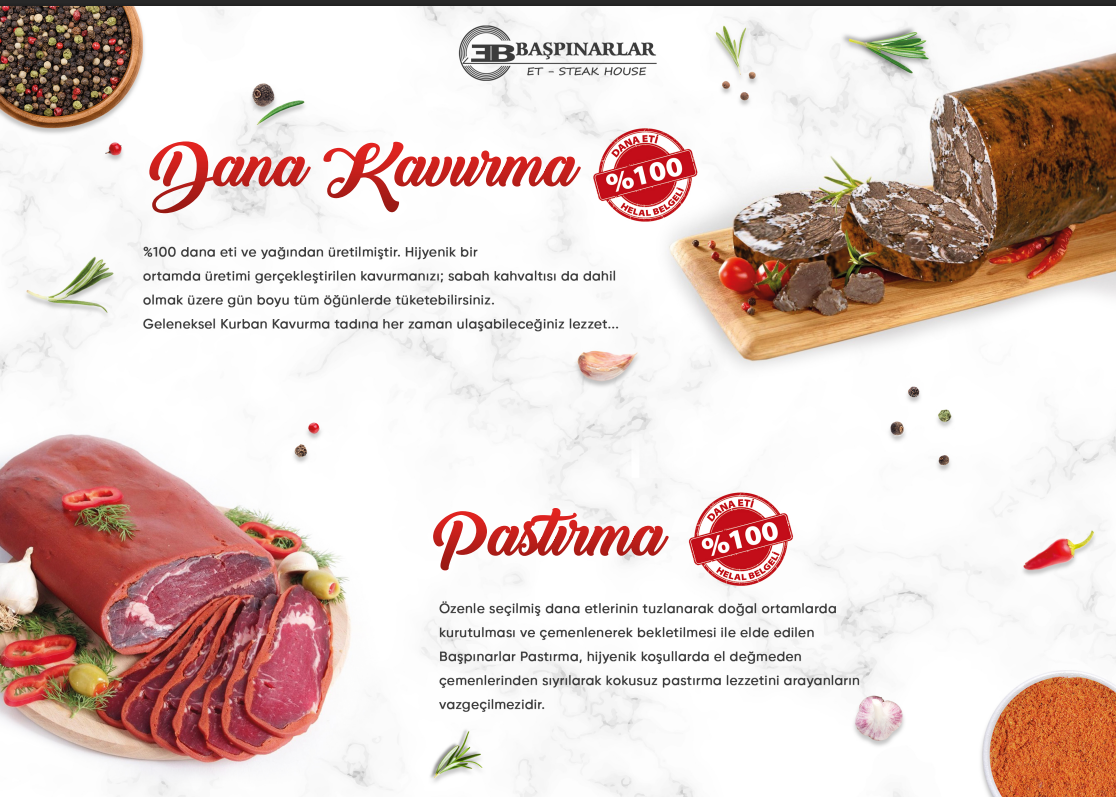 BAŞPINARLAR
ET - STEAK HOUSE
Dana Kavurma
DANA ETİ
%100
HELAL BELGELİ
%100 dana eti ve yağından üretilmiştir. Hijyenik bir
ortamda üretimi gerçekleştirilen kavurmanızı; sabah kahvaltısı da dahil
olmak üzere gün boyu tüm öğünlerde tüketebilirsiniz.
Geleneksel Kurban Kavurma tadına her zaman ulaşabileceğiniz lezzet...
Pastırma
DANA ETİ
%100
HELAL BELGELİ
Özenle seçilmiş dana etlerinin tuzlanarak doğal ortamlarda
kurutulması ve çemenlenerek bekletilmesi ile elde edilen
Başpınarlar Pastırma, hijyenik koşullarda el değmeden
çemenlerinden sıyrılarak kokusuz pastırma lezzetini arayanların
vazgeçilmezidir.